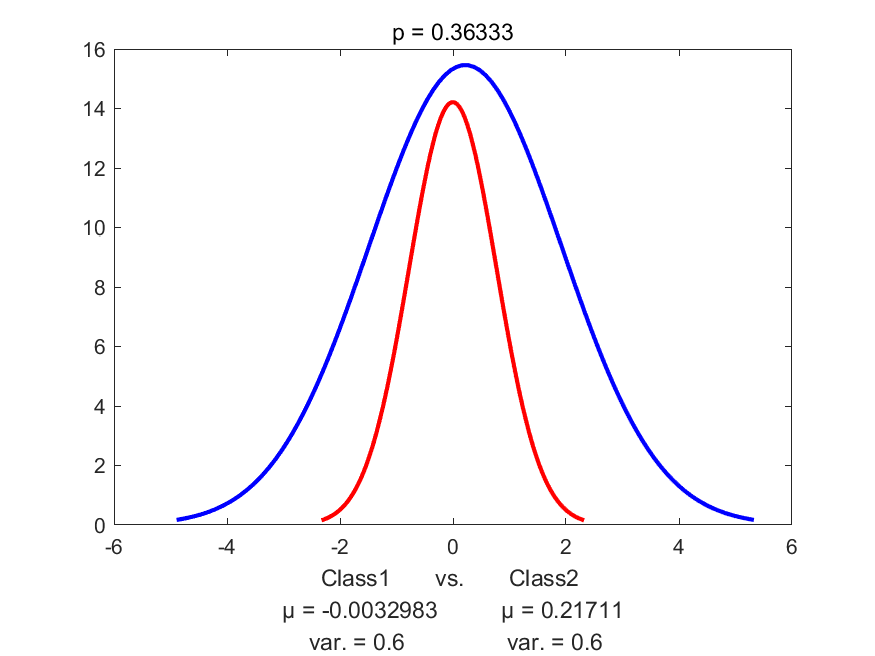 p = 0.36333
16
14
12
10
8
6
4
2
0
-6 -4 -2 0 2 4 6
Class1 vs. Class2
μ = -0.0032983 μ = 0.21711
var. = 0.6 var. = 0.6